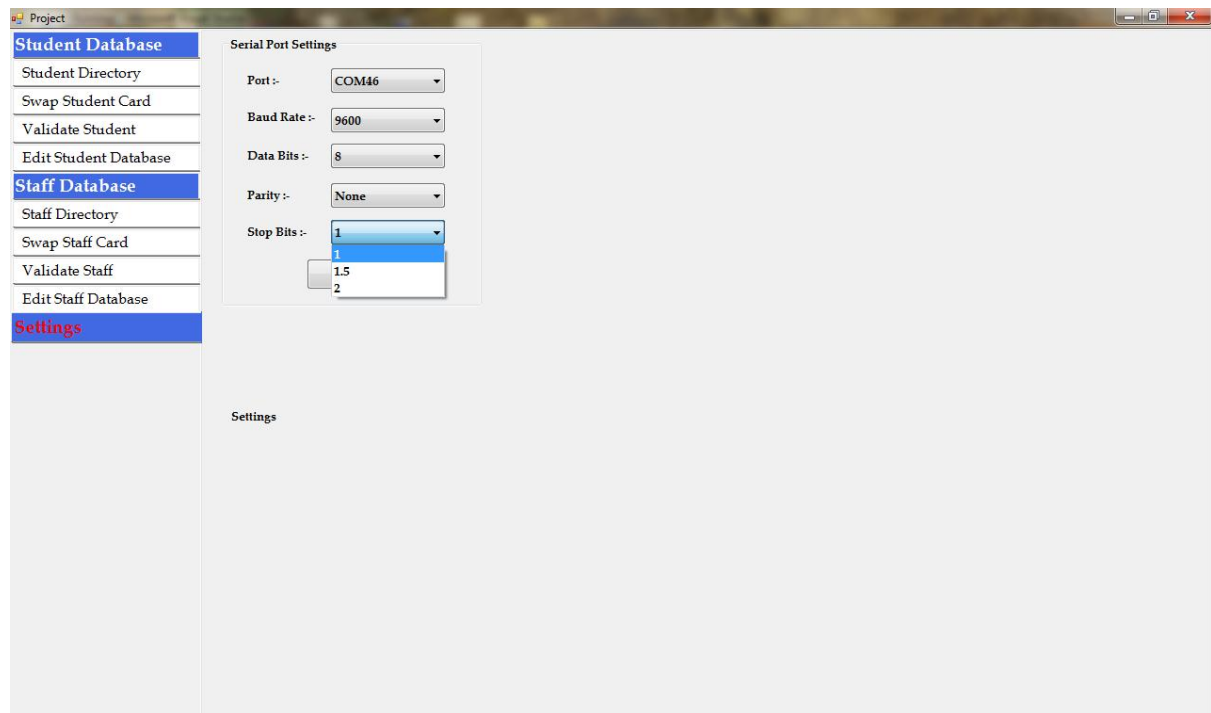 Project
Student Database
Student Directory
Swap Student Card
Validate Student
Edit Student Database
Staff Database
Staff Directory
Swap Staff Card
Validate Staff
Edit Staff Database
Settings
Serial Port Settings
Port :- COM46
Baud Rate :- 9600
Data Bits :- 8
Parity :- None
Stop Bits :- 1
1
1.5
2
Settings